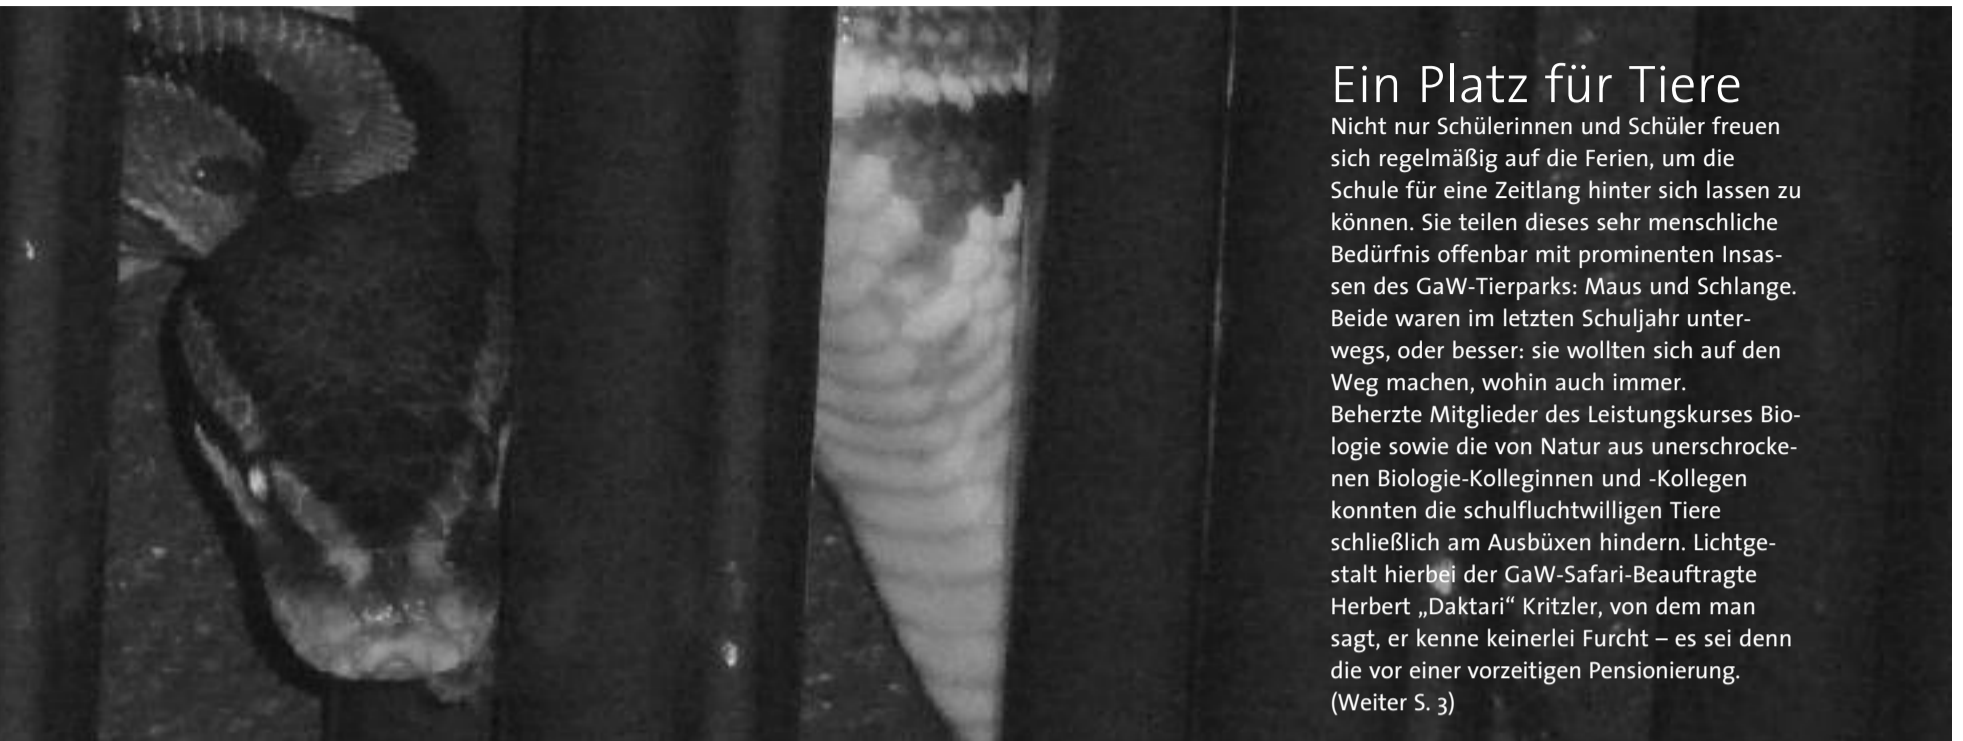 Ein Platz für Tiere
Nicht nur Schülerinnen und Schüler freuen
sich regelmäßig auf die Ferien, um die
Schule für eine Zeitlang hinter sich lassen zu
können. Sie teilen dieses sehr menschliche
Bedürfnis offenbar mit prominenten Insas-
sen des GaW-Tierparks: Maus und Schlange.
Beide waren im letzten Schuljahr unter-
wegs, oder besser: sie wollten sich auf den
Weg machen, wohin auch immer.
Beherzte Mitglieder des Leistungskurses Bio-
logie sowie die von Natur aus unerschrocke-
nen Biologie-Kolleginnen und -Kollegen
konnten die schulfluchtwilligen Tiere
schließlich am Ausbüxen hindern. Lichtge-
stalt hierbei der GaW-Safari-Beauftragte
Herbert „Daktari“ Kritzler, von dem man
sagt, er kenne keinerlei Furcht – es sei denn
die vor einer vorzeitigen Pensionierung.
(Weiter S. 3)